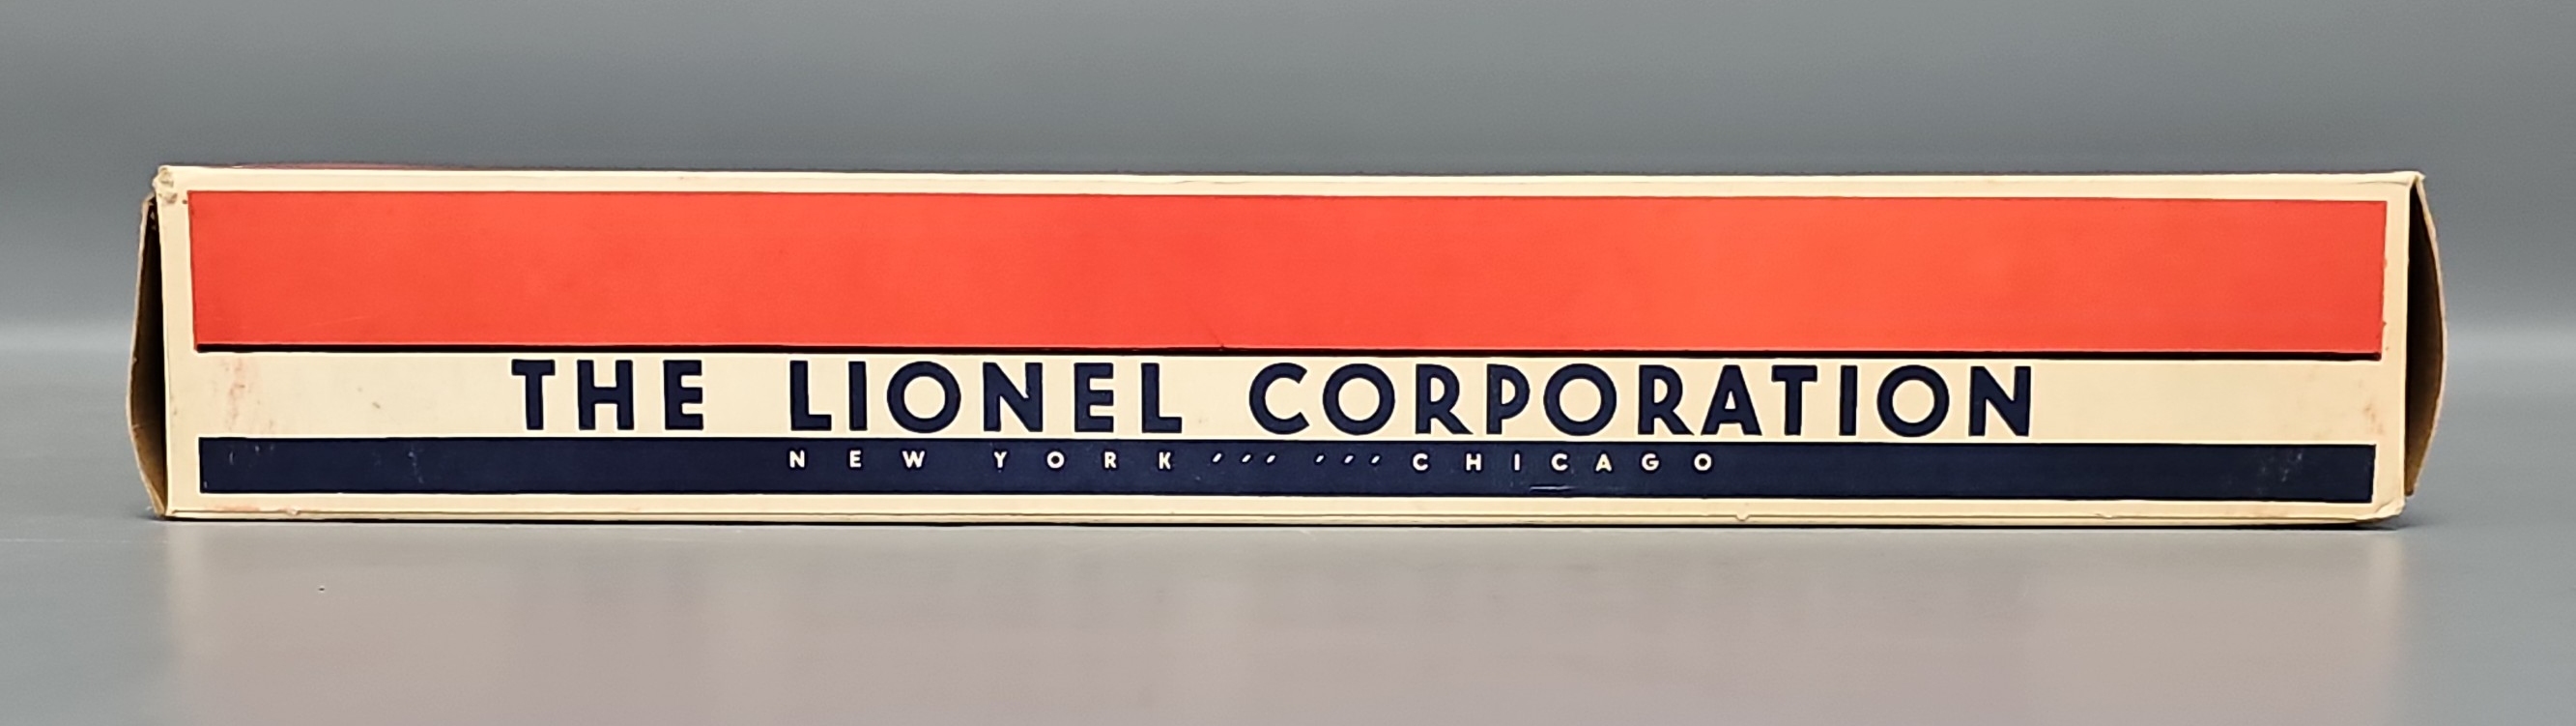 THE LIONEL CORPORATION
NEW YORK ′′′ ′′′ CHICAGO